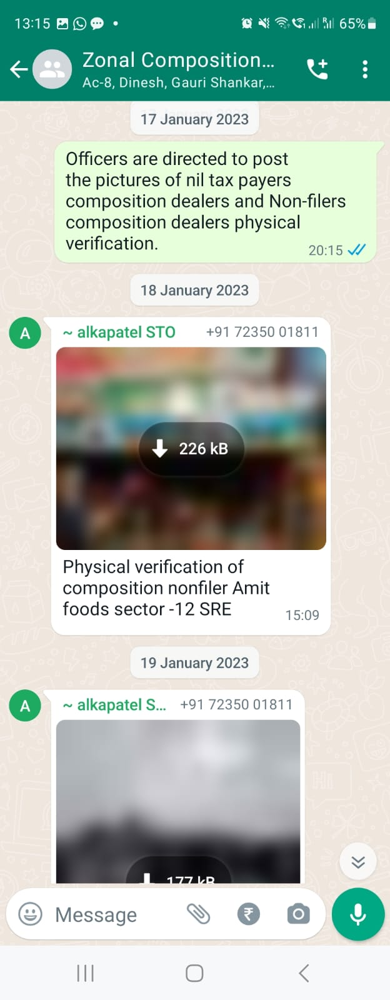 13:15
65%
Zonal Composition...
Ac-8, Dinesh, Gauri Shankar,...
17 January 2023
Officers are directed to post
the pictures of nil tax payers
composition dealers and Non-filers
composition dealers physical
verification.
20:15
18 January 2023
A
~ alkapatel STO +91 72350 01811
226 kB
Physical verification of
composition nonfiler Amit
foods sector -12 SRE
15:09
19 January 2023
A
~ alkapatel S... +91 72350 01811
177 kB
Message
₹